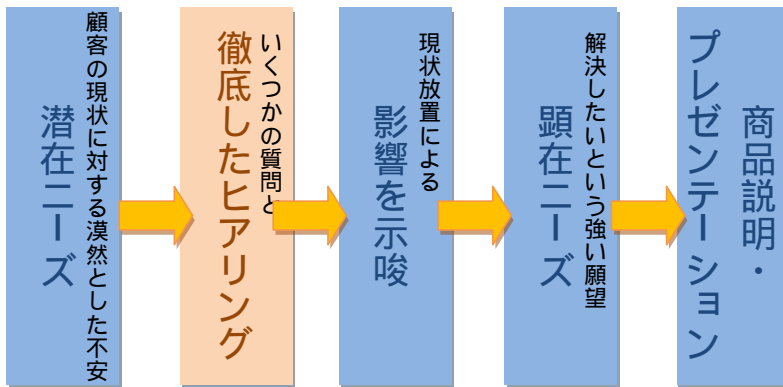 顧客の現状に対する漠然とした不安
潜在ニーズ
いくつかの質問と
徹底したヒアリング
現状放置による
影響を示唆
解決したいという強い願望
顕在ニーズ
商品説明・
プレゼンテーション